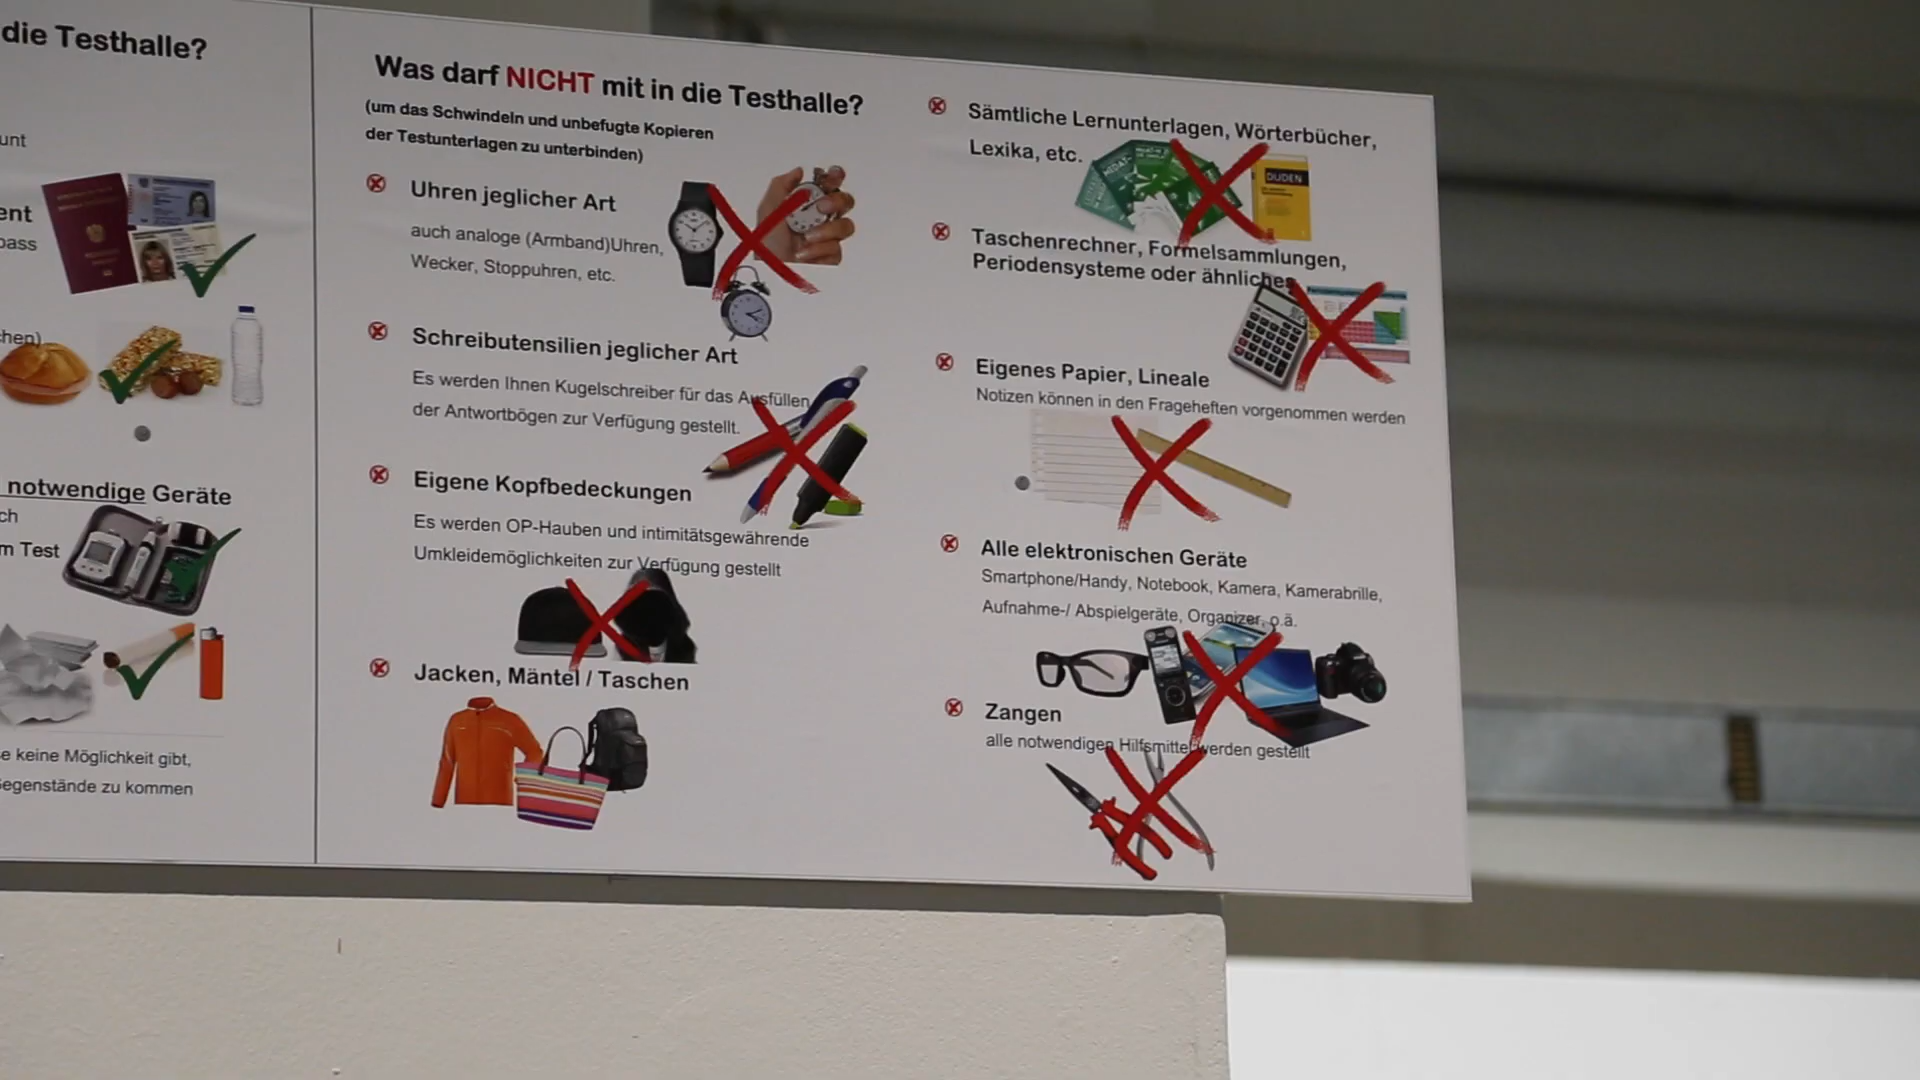 die Testhalle?
unt
ent
pass
chen)
notwendige Geräte
ch
m Test
e keine Möglichkeit gibt,
egenstände zu kommen
Was darf NICHT mit in die Testhalle?
(um das Schwindeln und unbefugte Kopieren
der Testunterlagen zu unterbinden)
Uhren jeglicher Art
auch analoge (Armband)Uhren,
Wecker, Stoppuhren, etc.
Schreibutensilien jeglicher Art
Es werden Ihnen Kugelschreiber für das Ausfüllen
der Antwortbögen zur Verfügung gestellt.
Eigene Kopfbedeckungen
Es werden OP-Hauben und intimitätsgewährende
Umkleidemöglichkeiten zur Verfügung gestellt
Jacken, Mäntel / Taschen
Sämtliche Lernunterlagen, Wörterbücher,
Lexika, etc.
DUDEN
Taschenrechner, Formelsammlungen,
Periodensysteme oder ähnliches
Eigenes Papier, Lineale
Notizen können in den Frageheften vorgenommen werden
Alle elektronischen Geräte
Smartphone/Handy, Notebook, Kamera, Kamerabrille,
Aufnahme-/ Abspielgeräte, Organizer, o.ä.
Zangen
alle notwendigen Hilfsmittel werden gestellt